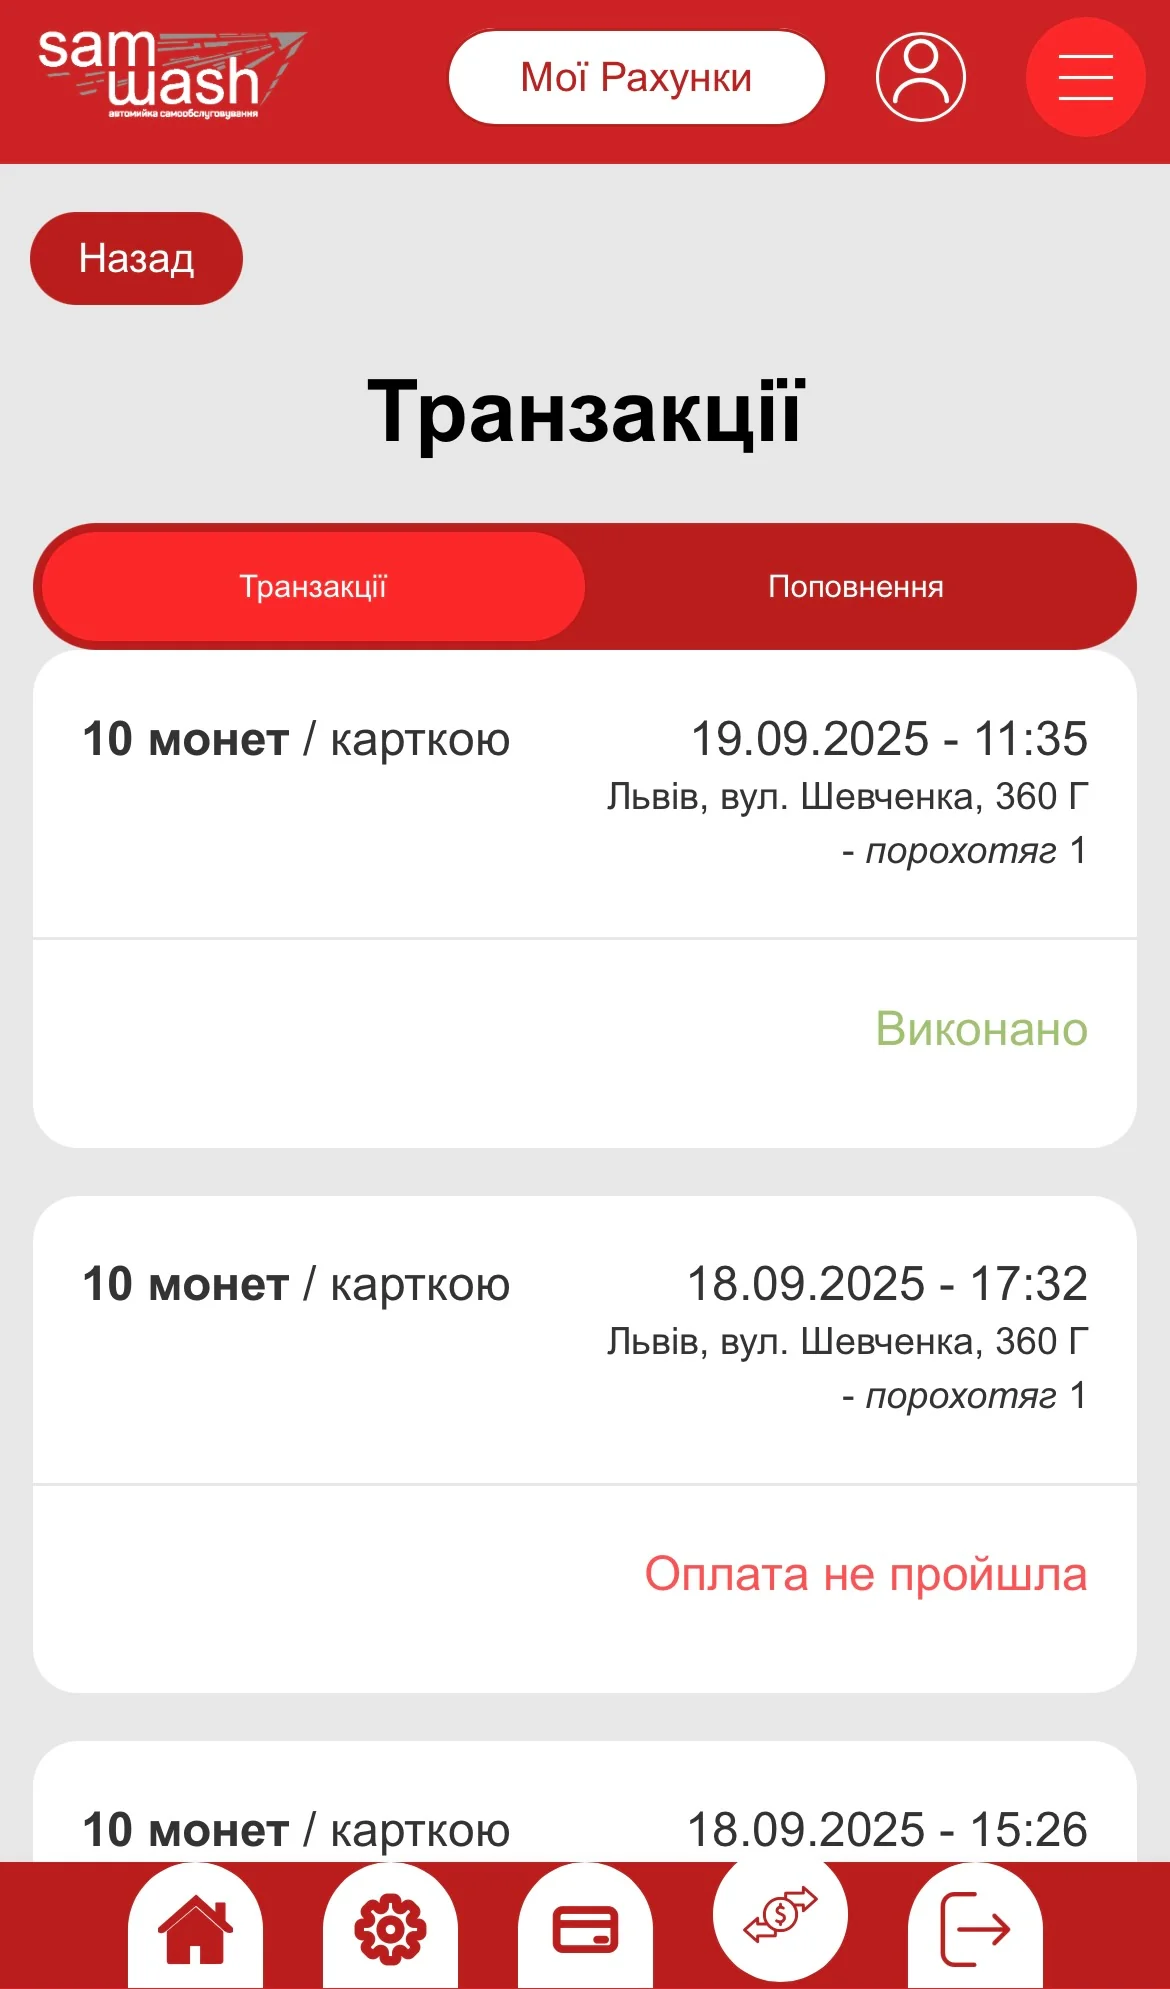 sam
wash
автомийка самообслуговування
Мої Рахунки
Назад
Транзакції
Транзакції
Поповнення
10 монет / карткою
19.09.2025 - 11:35
Львів, вул. Шевченка, 360 Г
- порохотяг 1
Виконано
10 монет / карткою
18.09.2025 - 17:32
Львів, вул. Шевченка, 360 Г
- порохотяг 1
Оплата не пройшла
10 монет / карткою
18.09.2025 - 15:26
$